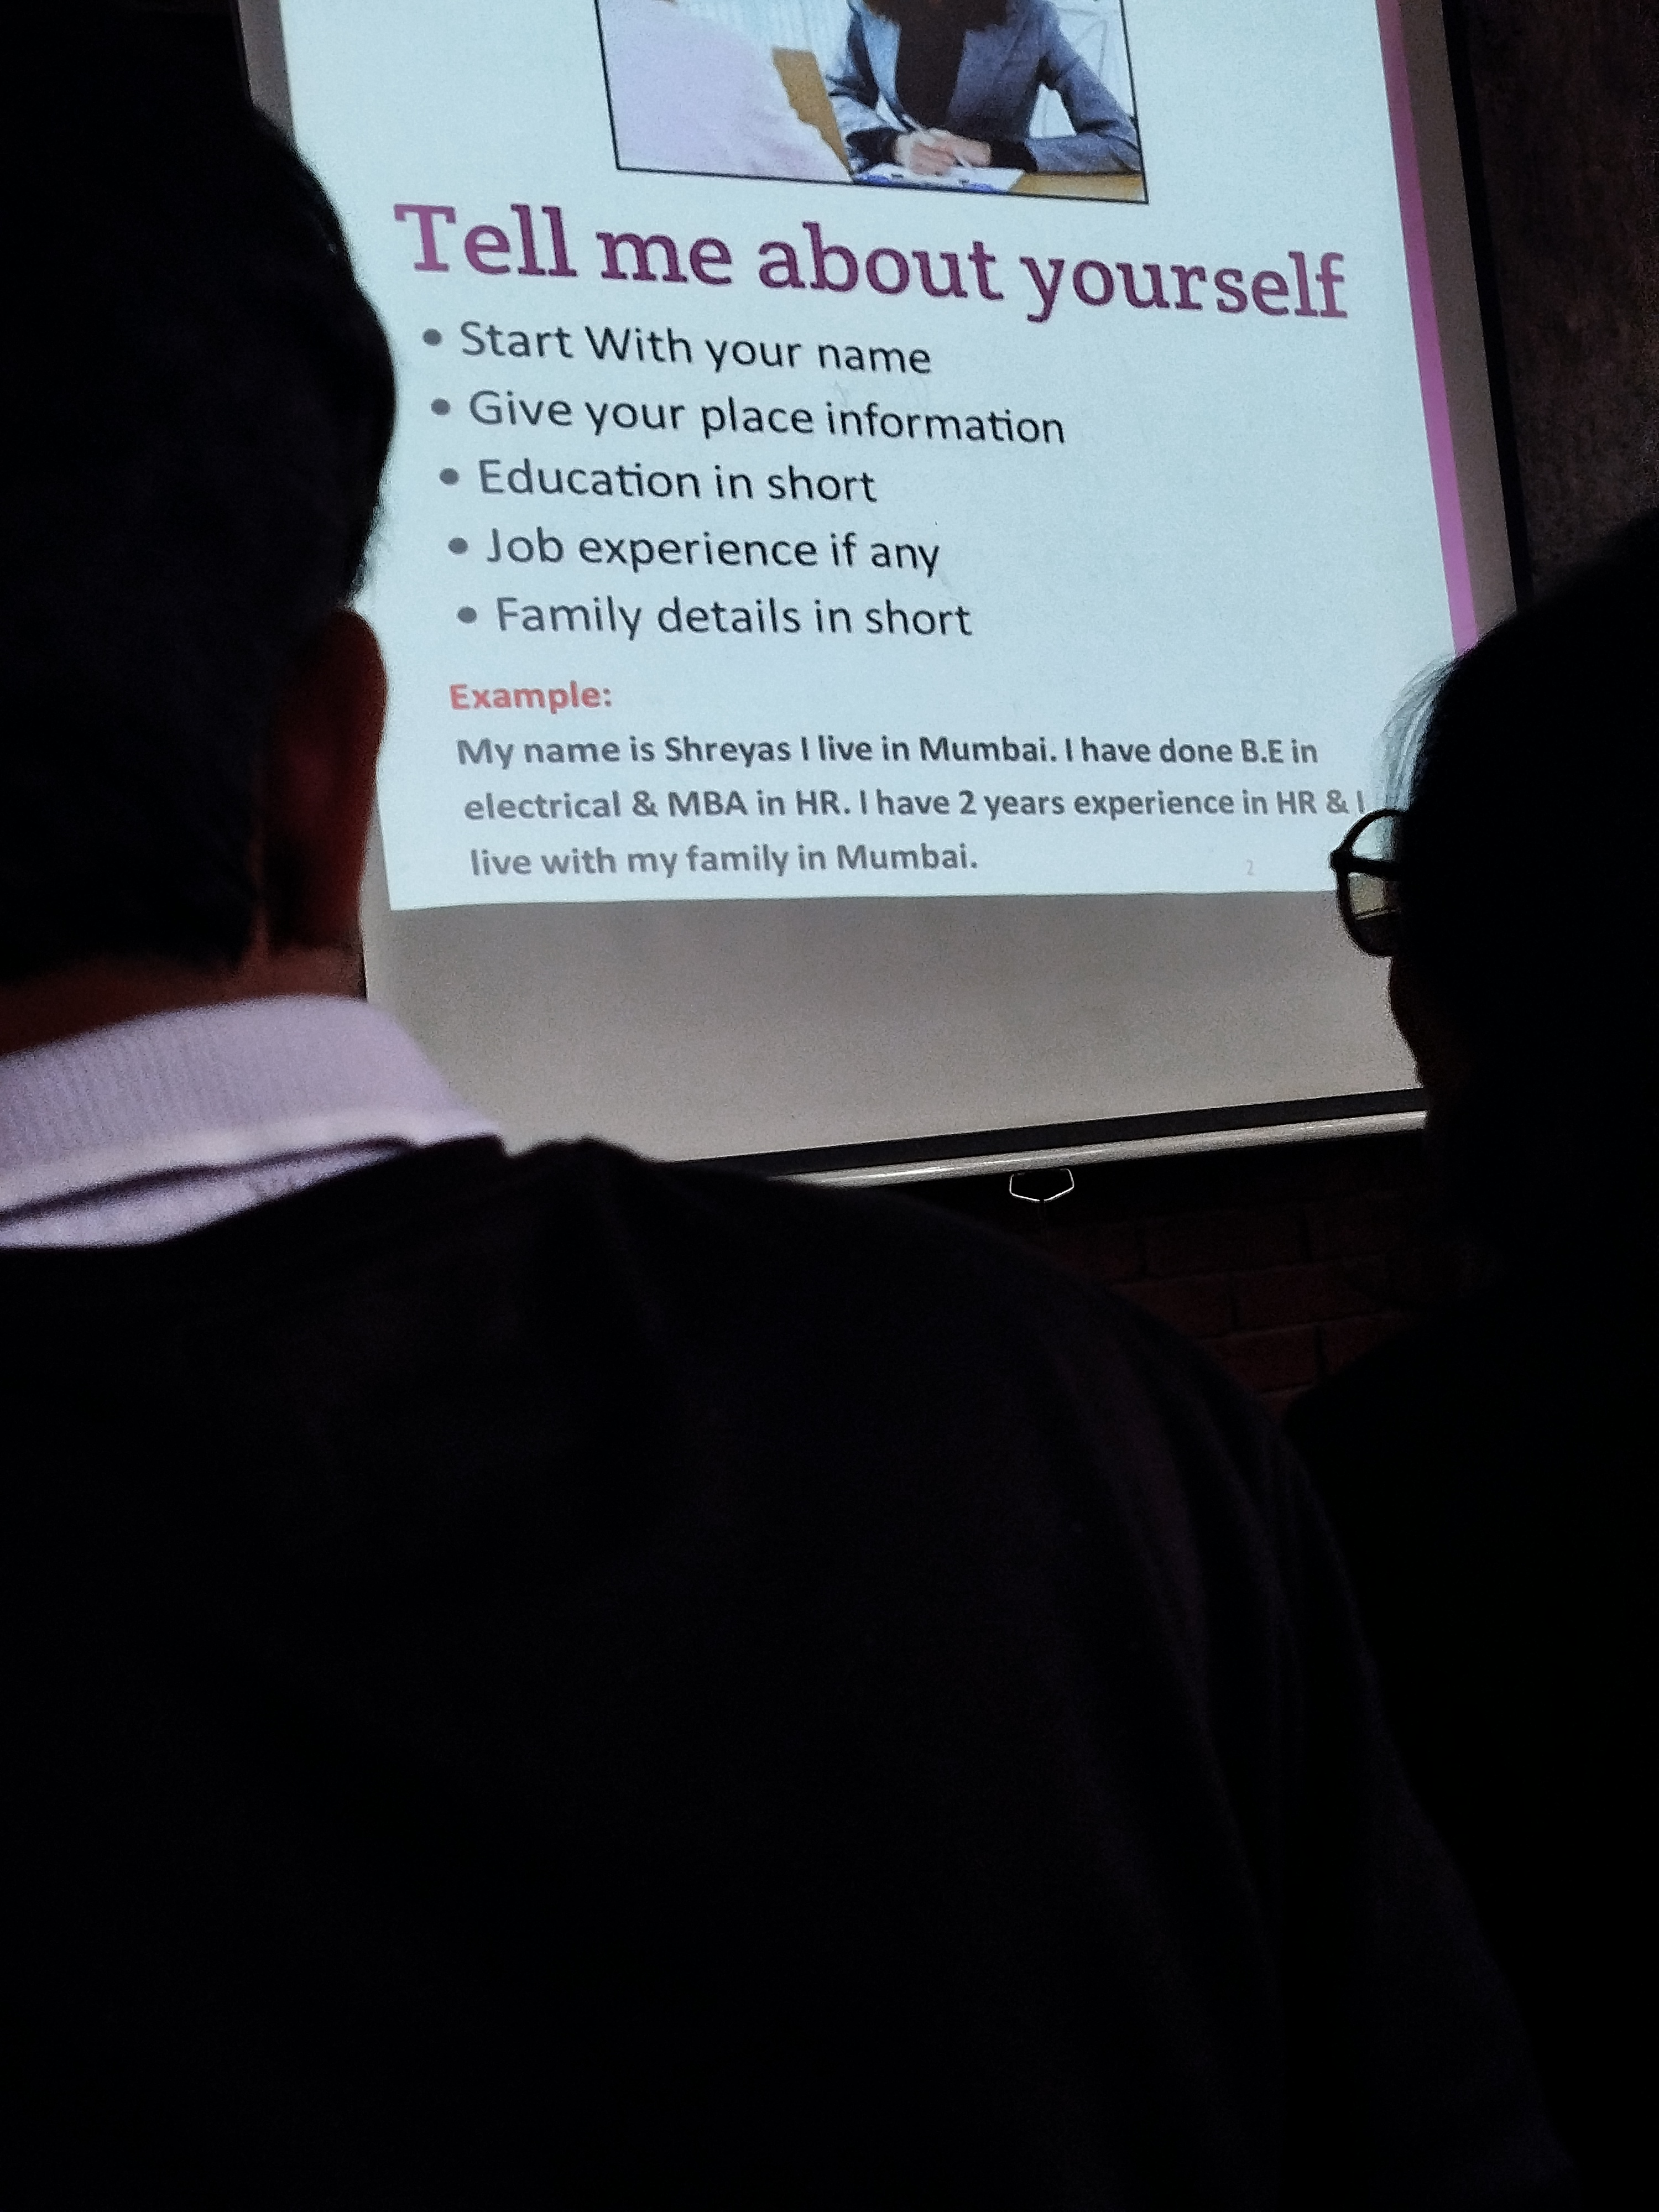 Tell me about yourself
• Start With your name
• Give your place information
• Education in short
• Job experience if any
• Family details in short
Example:
My name is Shreyas I live in Mumbai. I have done B.E in
electrical & MBA in HR. I have 2 years experience in HR & I
live with my family in Mumbai.
2